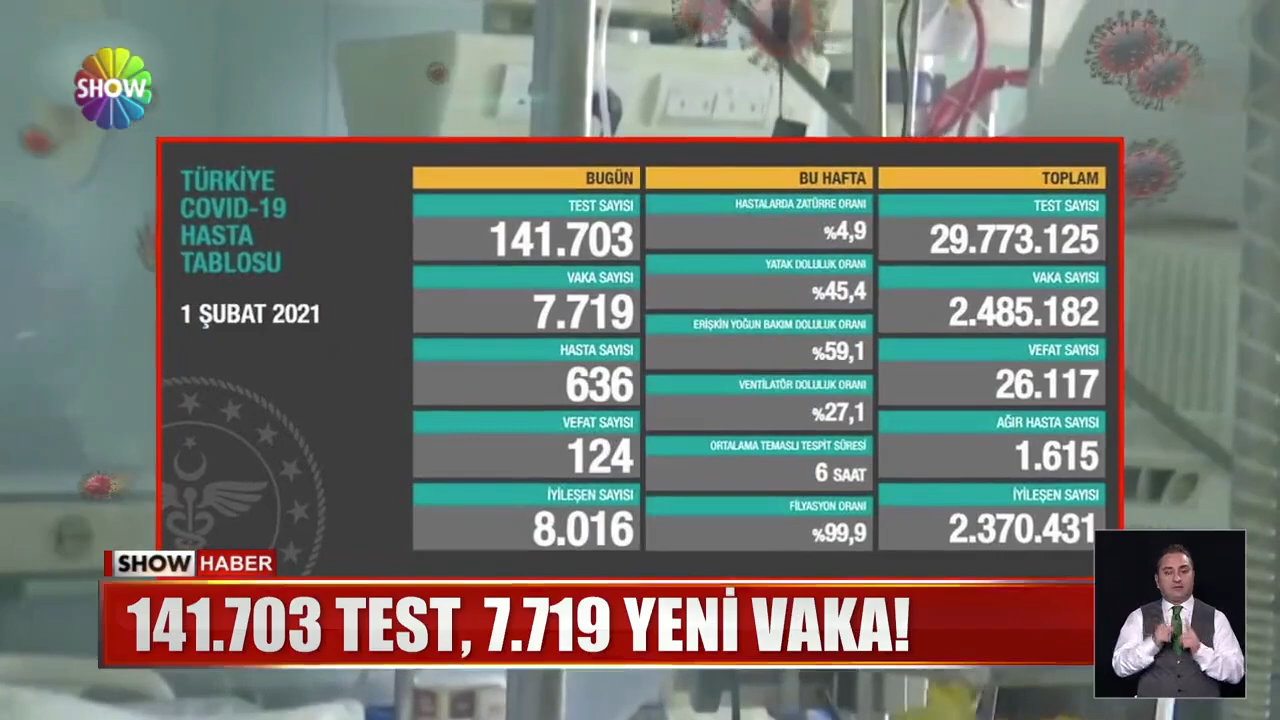 SHOW
TÜRKİYE
COVID-19
HASTA
TABLOSU
1 ŞUBAT 2021
BUGÜN
TEST SAYISI
141.703
VAKA SAYISI
7.719
HASTA SAYISI
636
VEFAT SAYISI
124
İYİLEŞEN SAYISI
8.016
BU HAFTA
HASTALARDA ZATÜRRE ORANI
%4,9
YATAK DOLULUK ORANI
%45,4
ERİŞKİN YOĞUN BAKIM DOLULUK ORANI
%59,1
VENTİLATÖR DOLULUK ORANI
%27,1
ORTALAMA TEMASLI TESPİT SÜRESİ
6 SAAT
FİLYASYON ORANI
%99,9
TOPLAM
TEST SAYISI
29.773.125
VAKA SAYISI
2.485.182
VEFAT SAYISI
26.117
AĞIR HASTA SAYISI
1.615
İYİLEŞEN SAYISI
2.370.431
SHOW HABER
141.703 TEST, 7.719 YENİ VAKA!